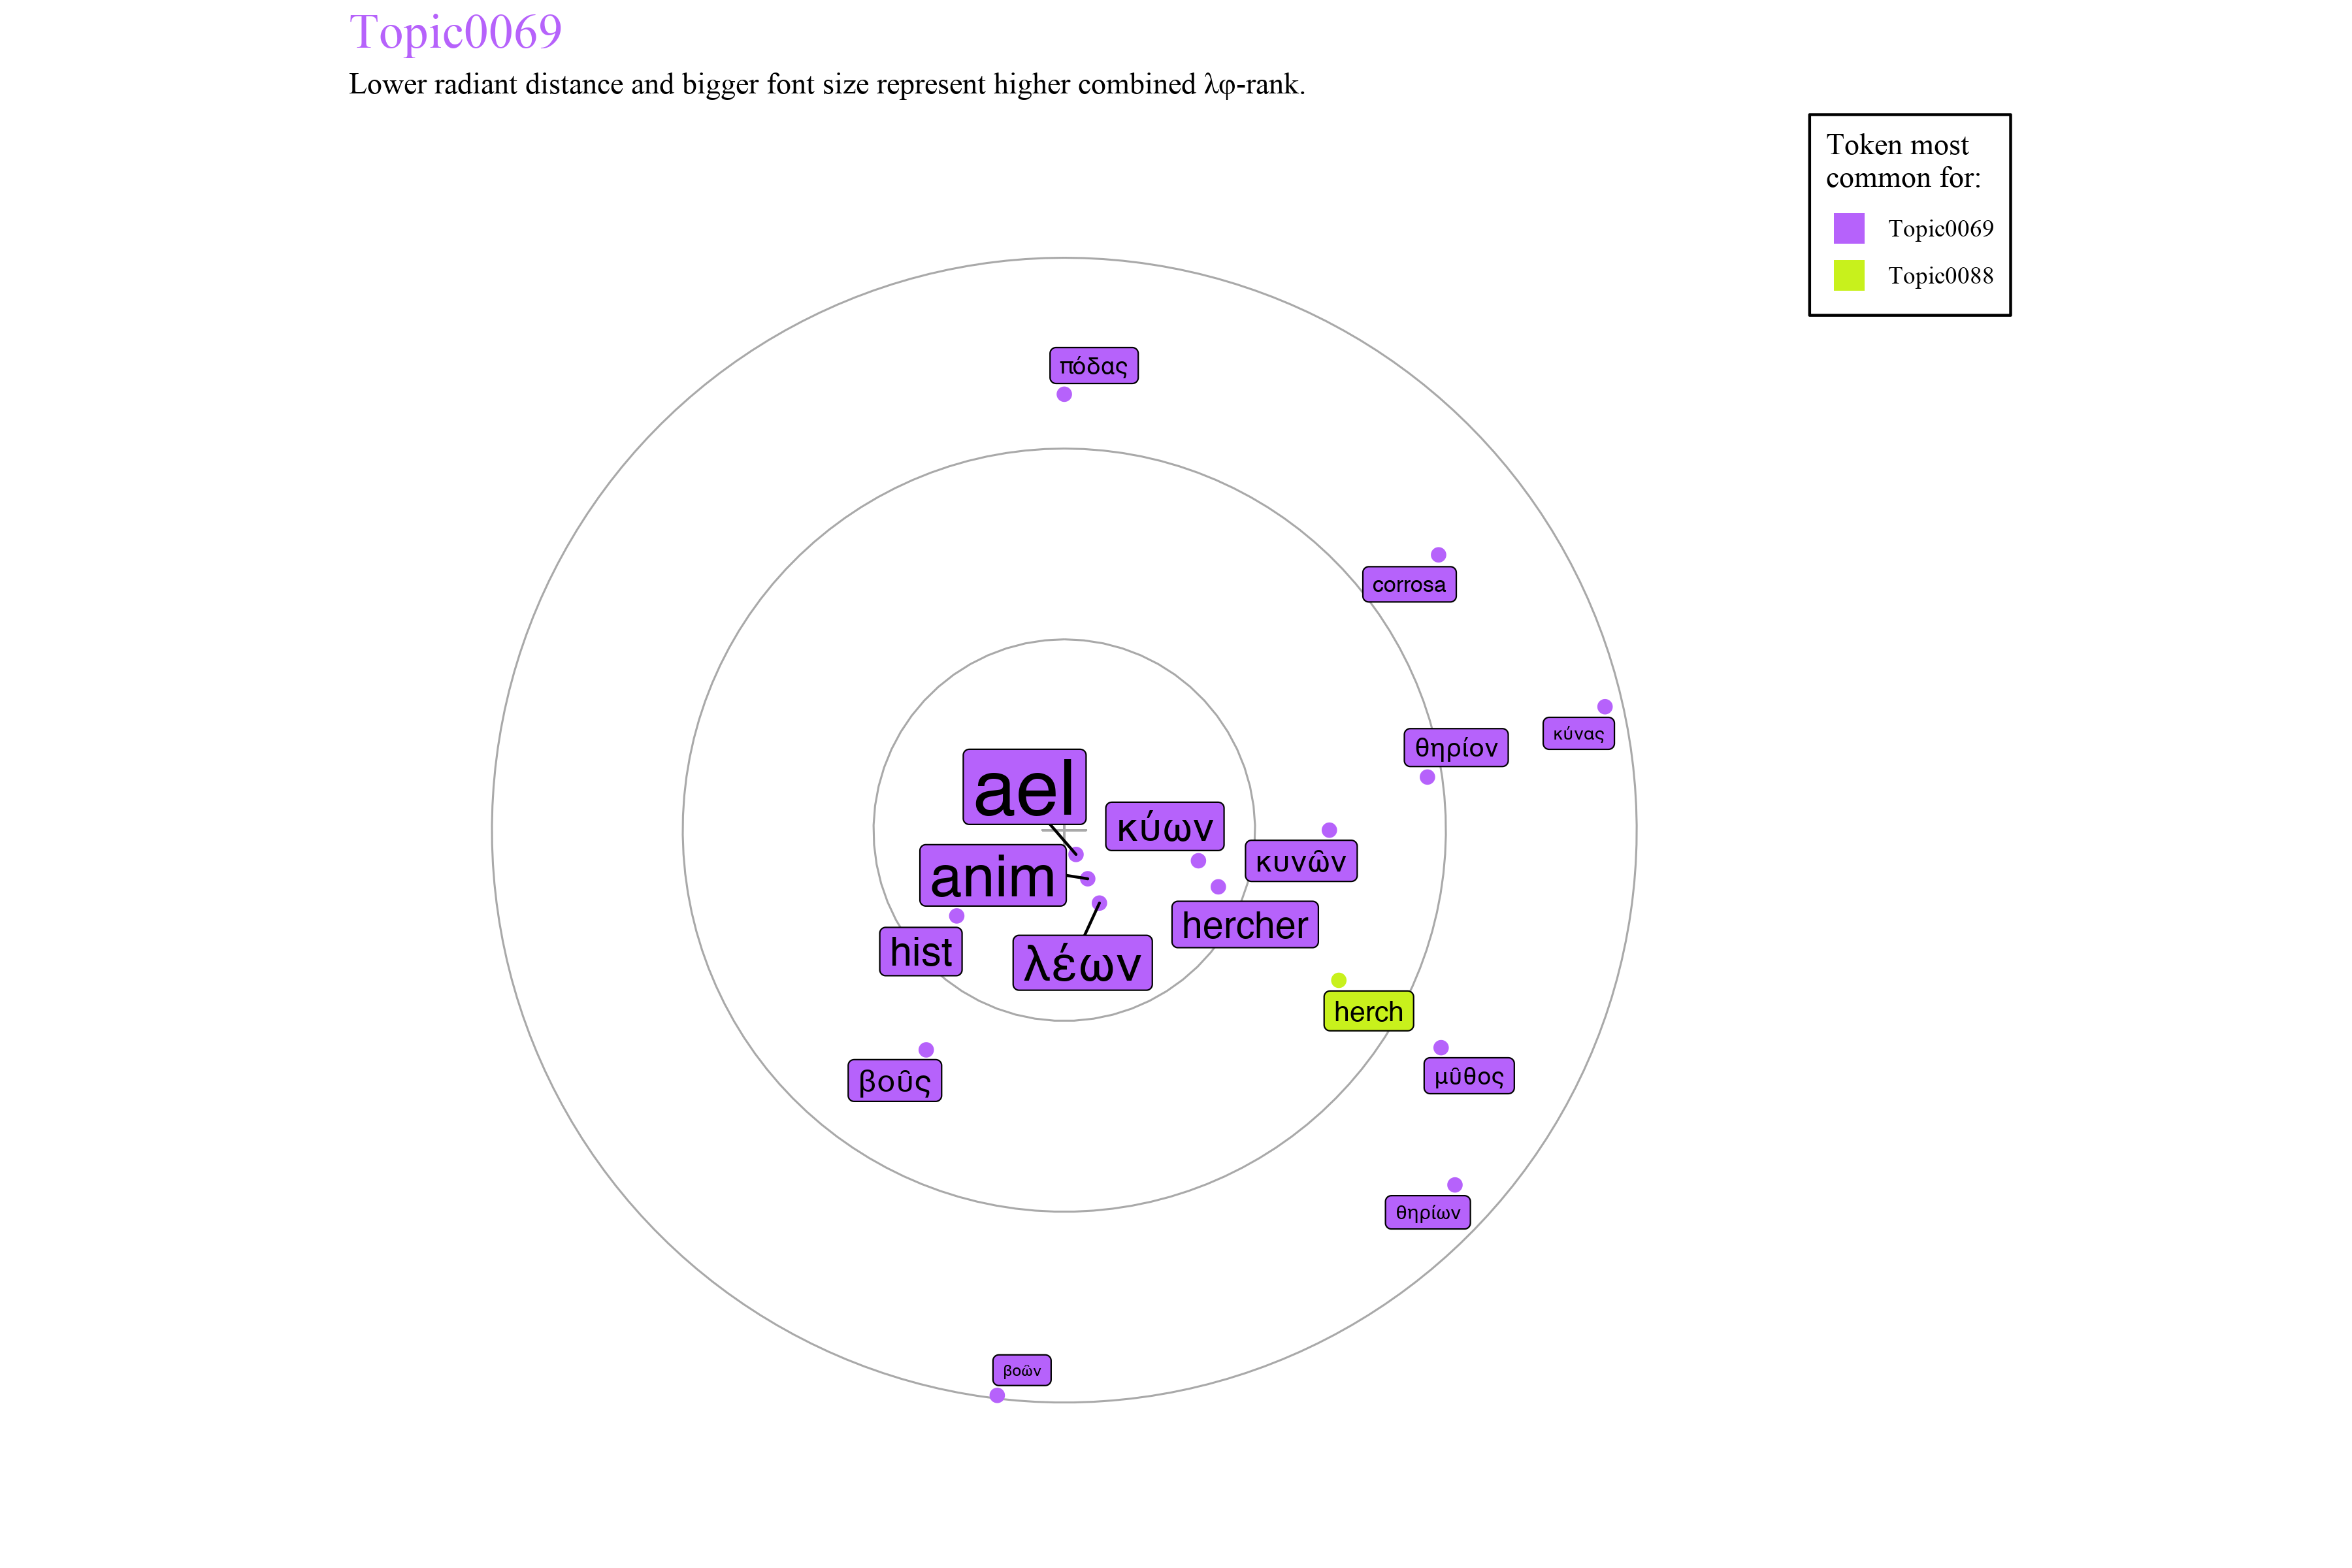 Topic0069
Lower radiant distance and bigger font size represent higher combined λφ-rank.
Token most
common for:
Topic0069
Topic0088
πόδας
corrosa
κύνας
θηρίον
ael
κύων
κυνῶν
anim
hercher
hist
λέων
herch
μῦθος
βοῦς
θηρίων
βοῶν